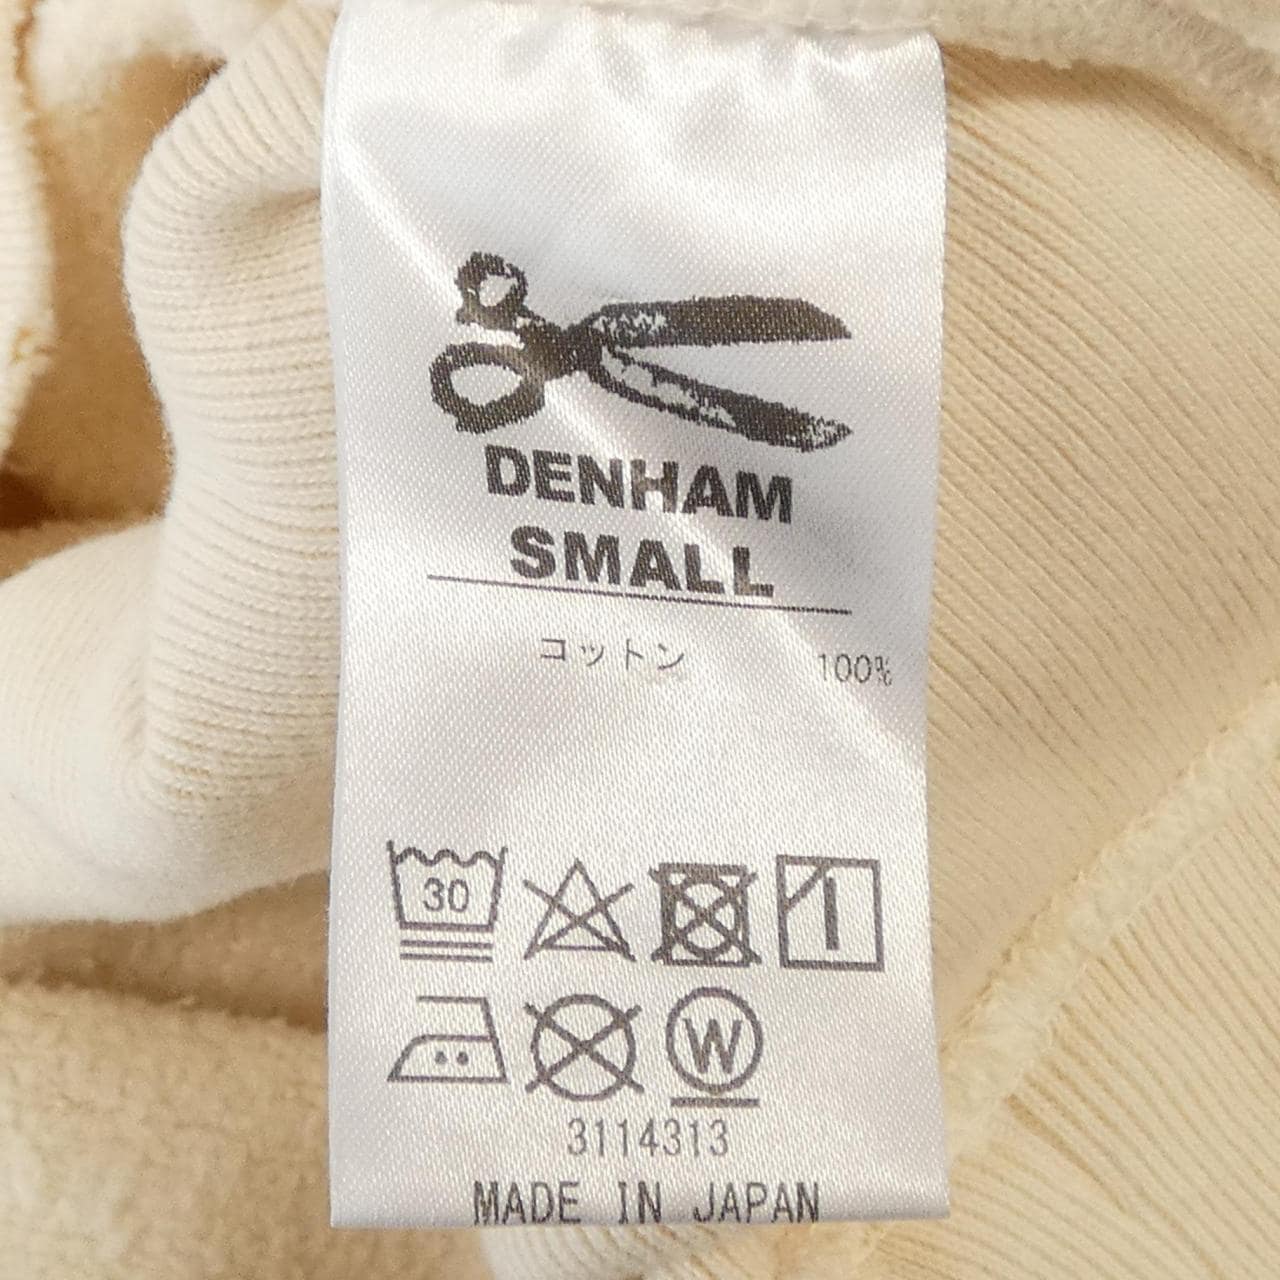 DENHAM
SMALL
コットン 100%
30
W
3114313
MADE IN JAPAN